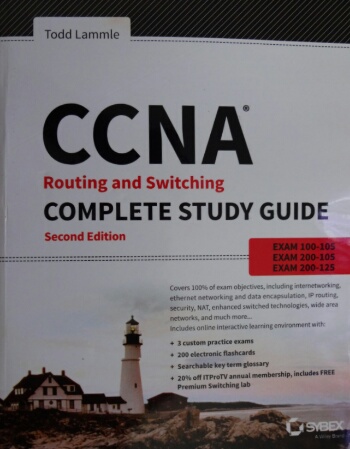 Todd Lammle
CCNA®
Routing and Switching
COMPLETE STUDY GUIDE
Second Edition
EXAM 100-105
EXAM 200-105
EXAM 200-125
Covers 100% of exam objectives, including internetworking,
ethernet networking and data encapsulation, IP routing,
security, NAT, enhanced switched technologies, wide area
networks, and much more...
Includes online interactive learning environment with:
+ 3 custom practice exams
+ 200 electronic flashcards
+ Searchable key term glossary
+ 20% off ITProTV annual membership, includes FREE
Premium Switching lab
SYBEX
A Wiley Brand